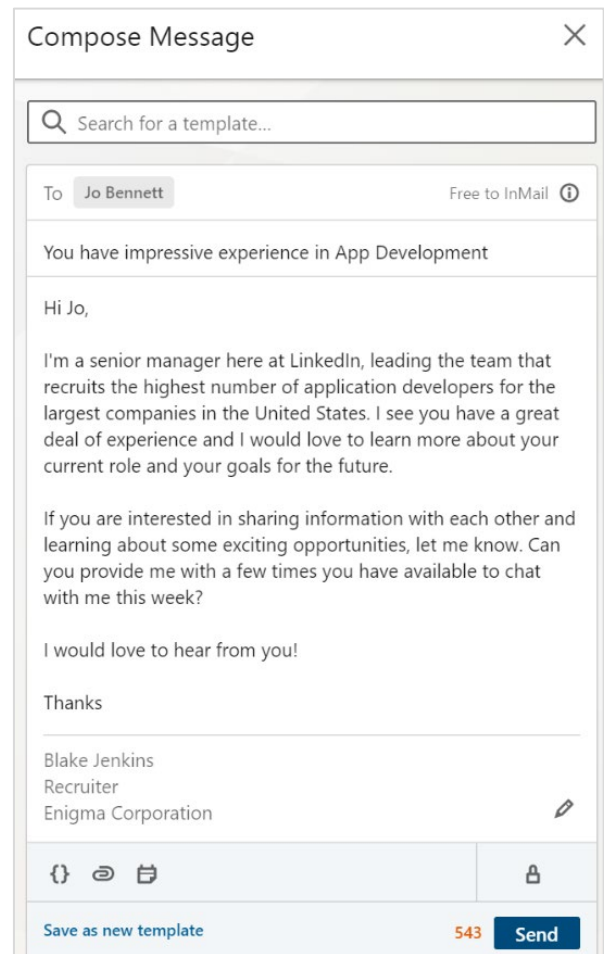 Compose Message
Search for a template...
To Jo Bennett Free to InMail
You have impressive experience in App Development
Hi Jo,
I'm a senior manager here at LinkedIn, leading the team that
recruits the highest number of application developers for the
largest companies in the United States. I see you have a great
deal of experience and I would love to learn more about your
current role and your goals for the future.
If you are interested in sharing information with each other and
learning about some exciting opportunities, let me know. Can
you provide me with a few times you have available to chat
with me this week?
I would love to hear from you!
Thanks
Blake Jenkins
Recruiter
Enigma Corporation
{}
Save as new template 543 Send